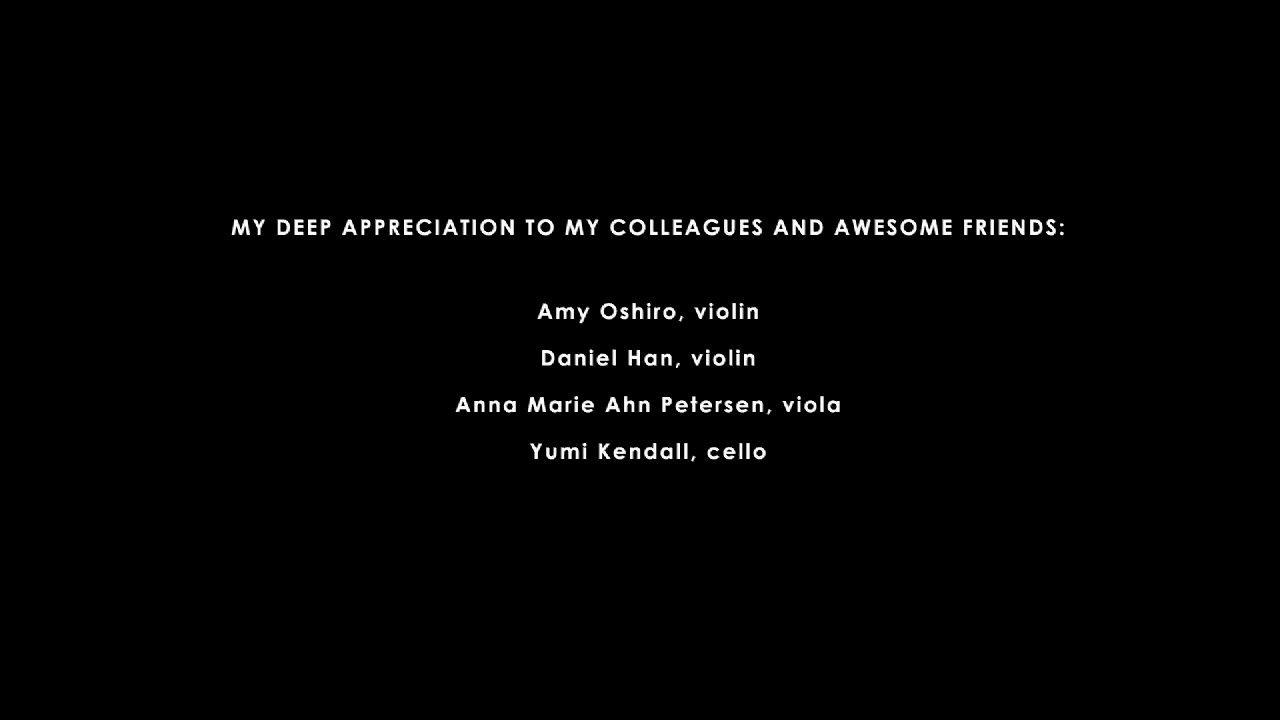 MY DEEP APPRECIATION TO MY COLLEAGUES AND AWESOME FRIENDS:
Amy Oshiro, violin
Daniel Han, violin
Anna Marie Ahn Petersen, viola
Yumi Kendall, cello